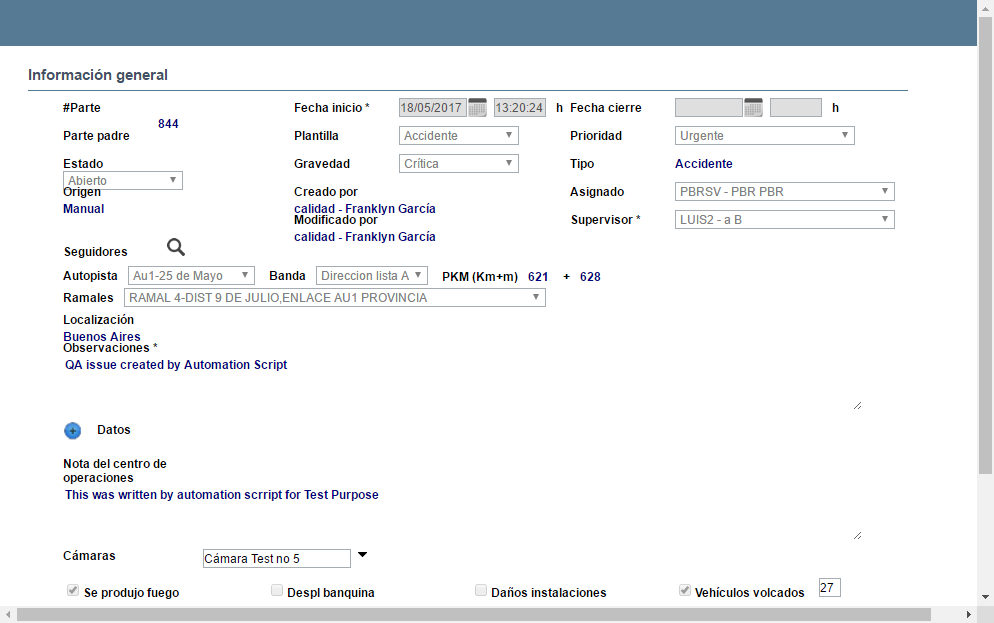 Información general
#Parte 844 Fecha inicio * 18/05/2017 13:20:24 h Fecha cierre h
Parte padre Plantilla Accidente Prioridad Urgente
Estado Abierto Gravedad Crítica Tipo Accidente
Origen Manual Creado por calidad - Franklyn García Asignado PBRSV - PBR PBR
Modificado por calidad - Franklyn García Supervisor * LUIS2 - a B
Seguidores
Autopista Au1-25 de Mayo Banda Direccion lista A PKM (Km+m) 621 + 628
Ramales RAMAL 4-DIST 9 DE JULIO,ENLACE AU1 PROVINCIA
Localización
Buenos Aires
Observaciones *
QA issue created by Automation Script
Datos
Nota del centro de
operaciones
This was written by automation scrript for Test Purpose
Cámaras Cámara Test no 5
Se produjo fuego Despl banquina Daños instalaciones Vehículos volcados 27